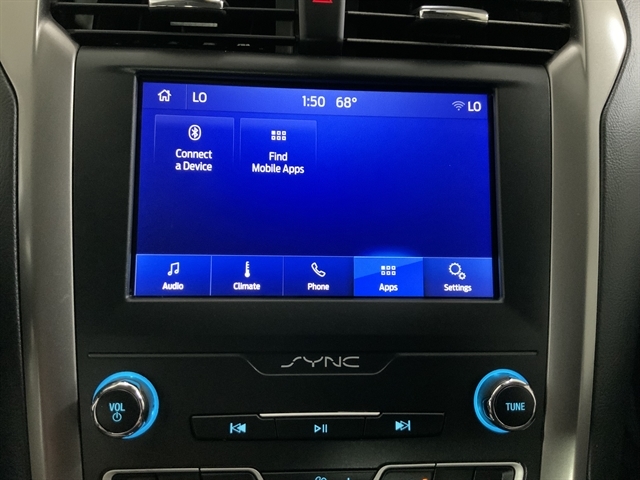 LO 1:50 68° LO
Connect
a Device
Find
Mobile Apps
Audio Climate Phone Apps Settings
SYNC
VOL
TUNE